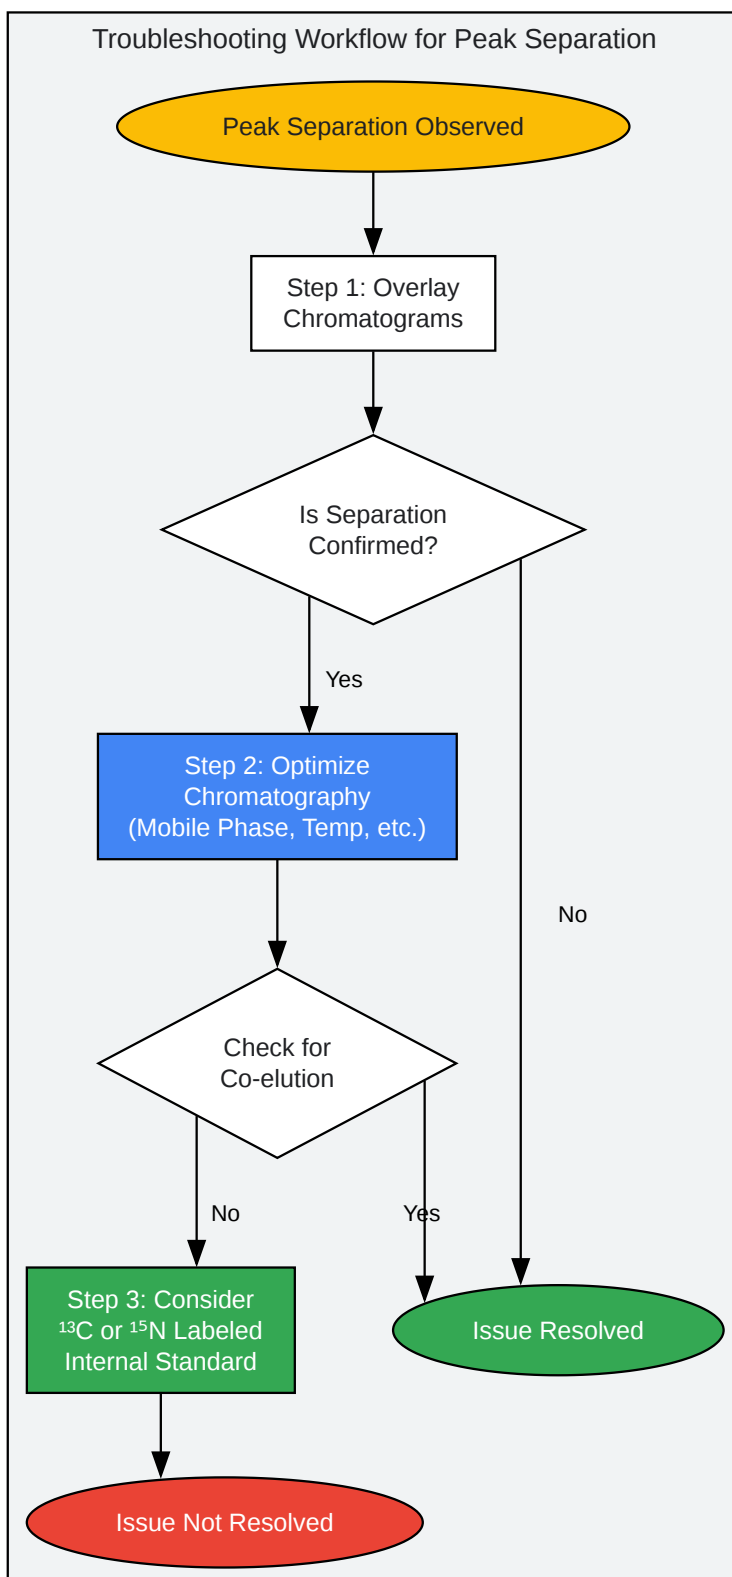 Troubleshooting Workflow for Peak Separation
Peak Separation Observed
Step 1: Overlay
Chromatograms
Is Separation
Confirmed?
Yes
Step 2: Optimize
Chromatography
(Mobile Phase, Temp, etc.)
No
Check for
Co-elution
No
Yes
Step 3: Consider
¹³C or ¹⁵N Labeled
Internal Standard
Issue Resolved
Issue Not Resolved